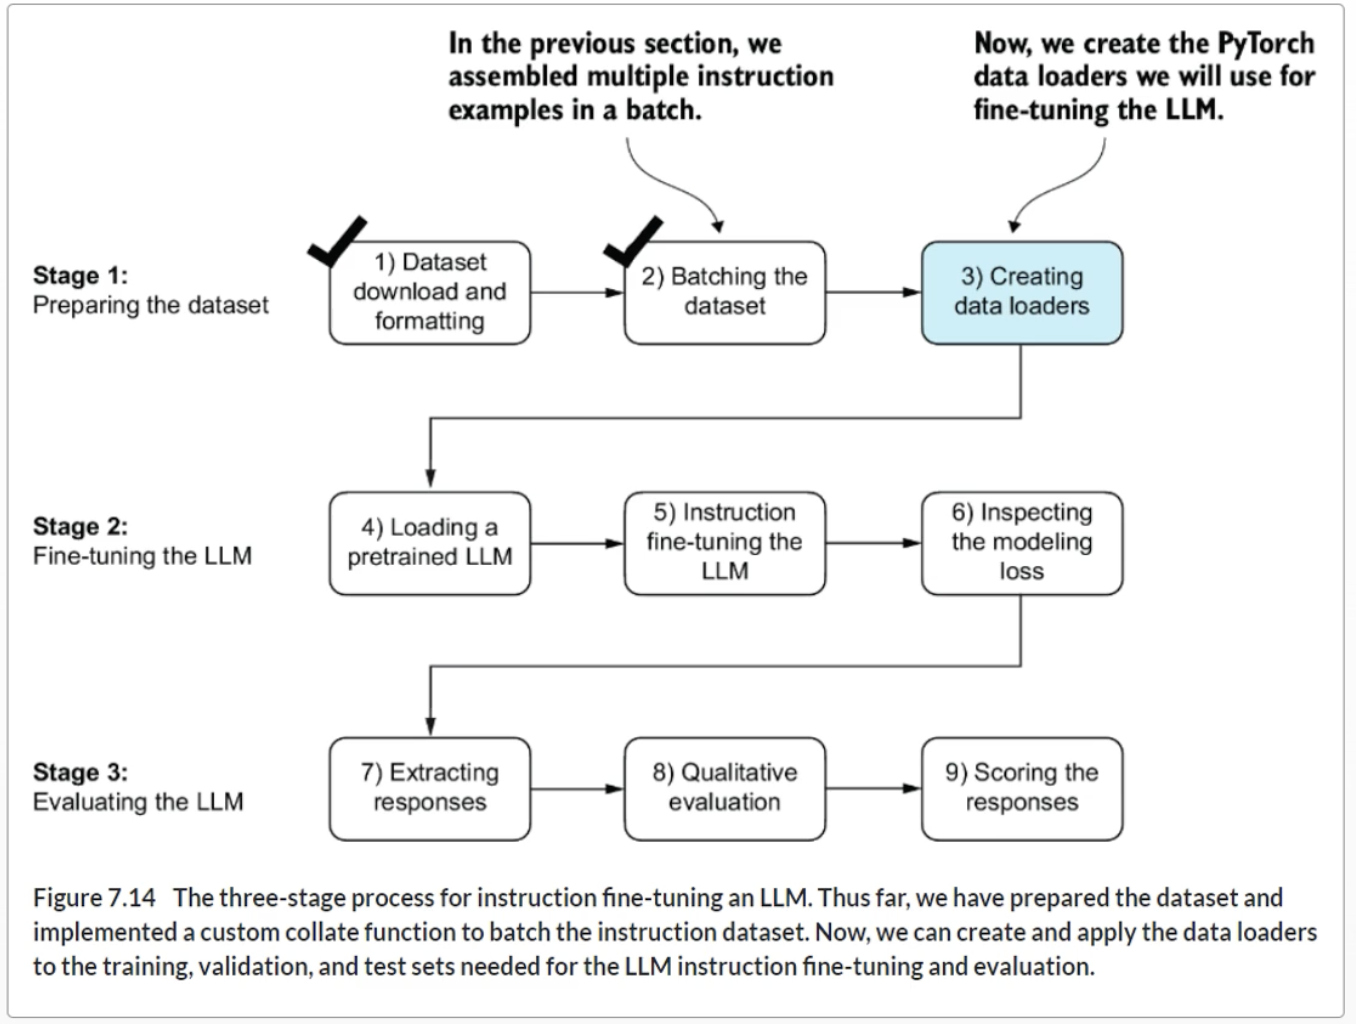 In the previous section, we
assembled multiple instruction
examples in a batch.
Now, we create the PyTorch
data loaders we will use for
fine-tuning the LLM.
Stage 1:
Preparing the dataset
1) Dataset
download and
formatting
2) Batching the
dataset
3) Creating
data loaders
Stage 2:
Fine-tuning the LLM
4) Loading a
pretrained LLM
5) Instruction
fine-tuning the
LLM
6) Inspecting
the modeling
loss
Stage 3:
Evaluating the LLM
7) Extracting
responses
8) Qualitative
evaluation
9) Scoring the
responses
Figure 7.14 The three-stage process for instruction fine-tuning an LLM. Thus far, we have prepared the dataset and
implemented a custom collate function to batch the instruction dataset. Now, we can create and apply the data loaders
to the training, validation, and test sets needed for the LLM instruction fine-tuning and evaluation.